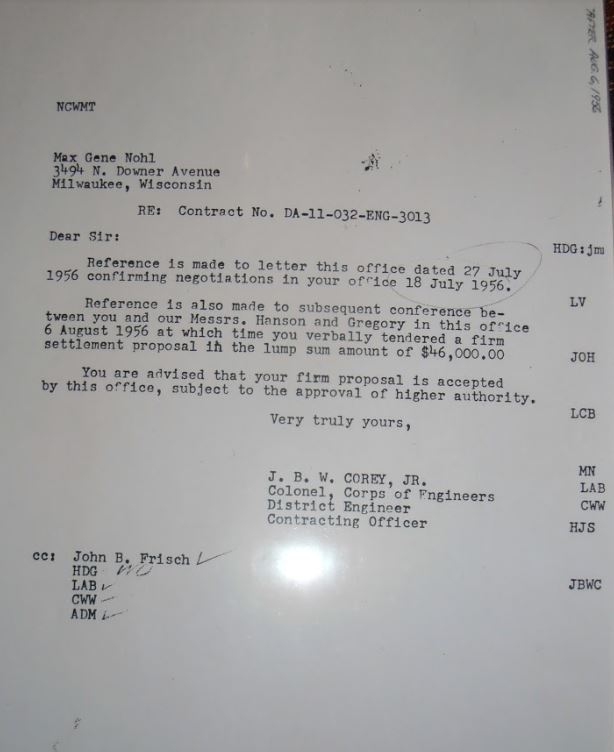 AFTER AUG. 6, 1956
NCWMT
Max Gene Nohl
3494 N. Downer Avenue
Milwaukee, Wisconsin
RE: Contract No. DA-11-032-ENG-3013
Dear Sir:
HDG:jmu
Reference is made to letter this office dated 27 July
1956 confirming negotiations in your office 18 July 1956.
LV
Reference is also made to subsequent conference be-
tween you and our Messrs. Hanson and Gregory in this office
6 August 1956 at which time you verbally tendered a firm
settlement proposal in the lump sum amount of $46,000.00
JOH
You are advised that your firm proposal is accepted
by this office, subject to the approval of higher authority.
LCB
Very truly yours,
MN
J. B. W. COREY, JR.
LAB
Colonel, Corps of Engineers
CWW
District Engineer
Contracting Officer
HJS
cc: John B. Frisch
HDG
LAB
JBWC
CWW
ADM